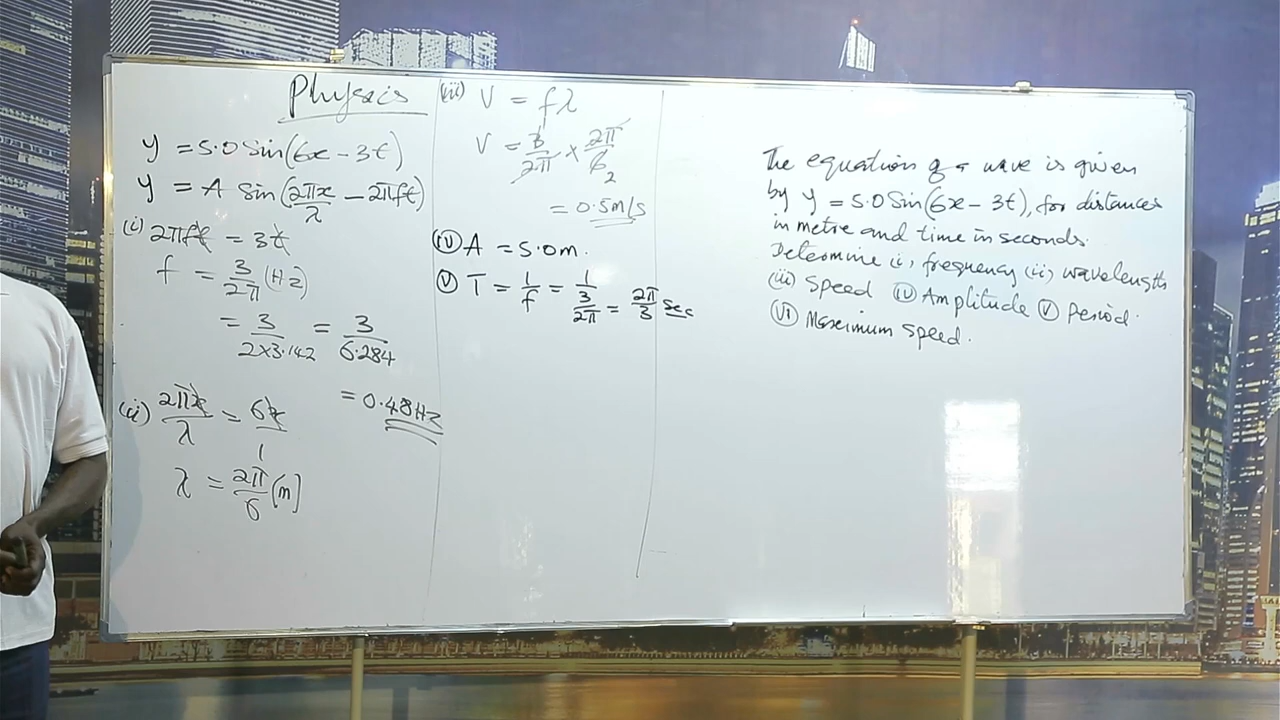 Physics
y = 5.0 Sin(6x - 3t)
y = A Sin(2πx/λ - 2πft)
(i) 2πft = 3t
f = 3/2π (Hz)
= 3/2x3.142 = 3/6.284
= 0.48Hz
(ii) 2πx/λ = 6x/1
λ = 2π/6 (m]
(iii) V = fλ
V = 3/2π x 2π/6 2
= 0.5m/s
(iv) A = 5.0m.
(v) T = 1/f = 1/(3/2π) = 2π/3 sec
The equation of a wave is given
by y = 5.0 Sin(6x - 3t), for distances
in metre and time in seconds.
Determine (i) frequency (ii) wavelength
(iii) Speed (iv) Amplitude (v) Period.
(vi) Maximum speed.